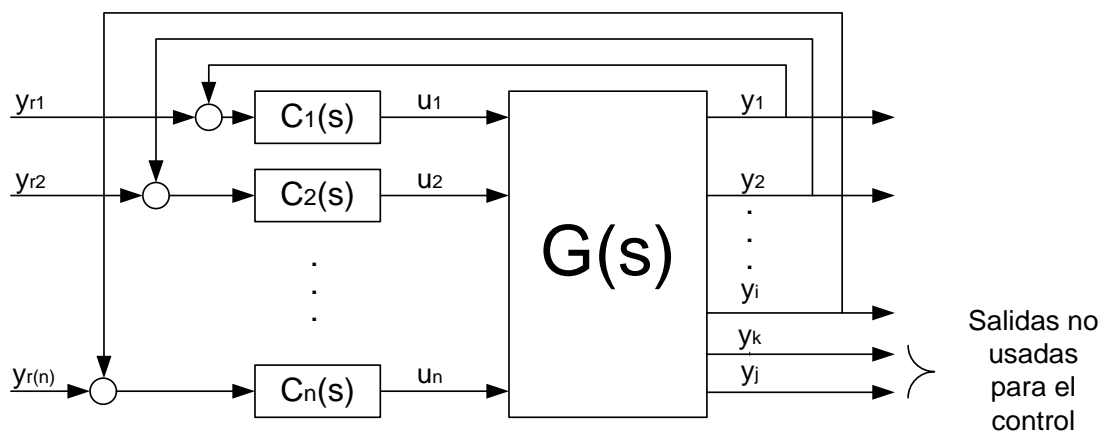 yr1 C1(s) u1 y1
yr2 C2(s) u2 y2
G(s)
yi
yk
yr(n) Cn(s) un yj
Salidas no
usadas
para el
control